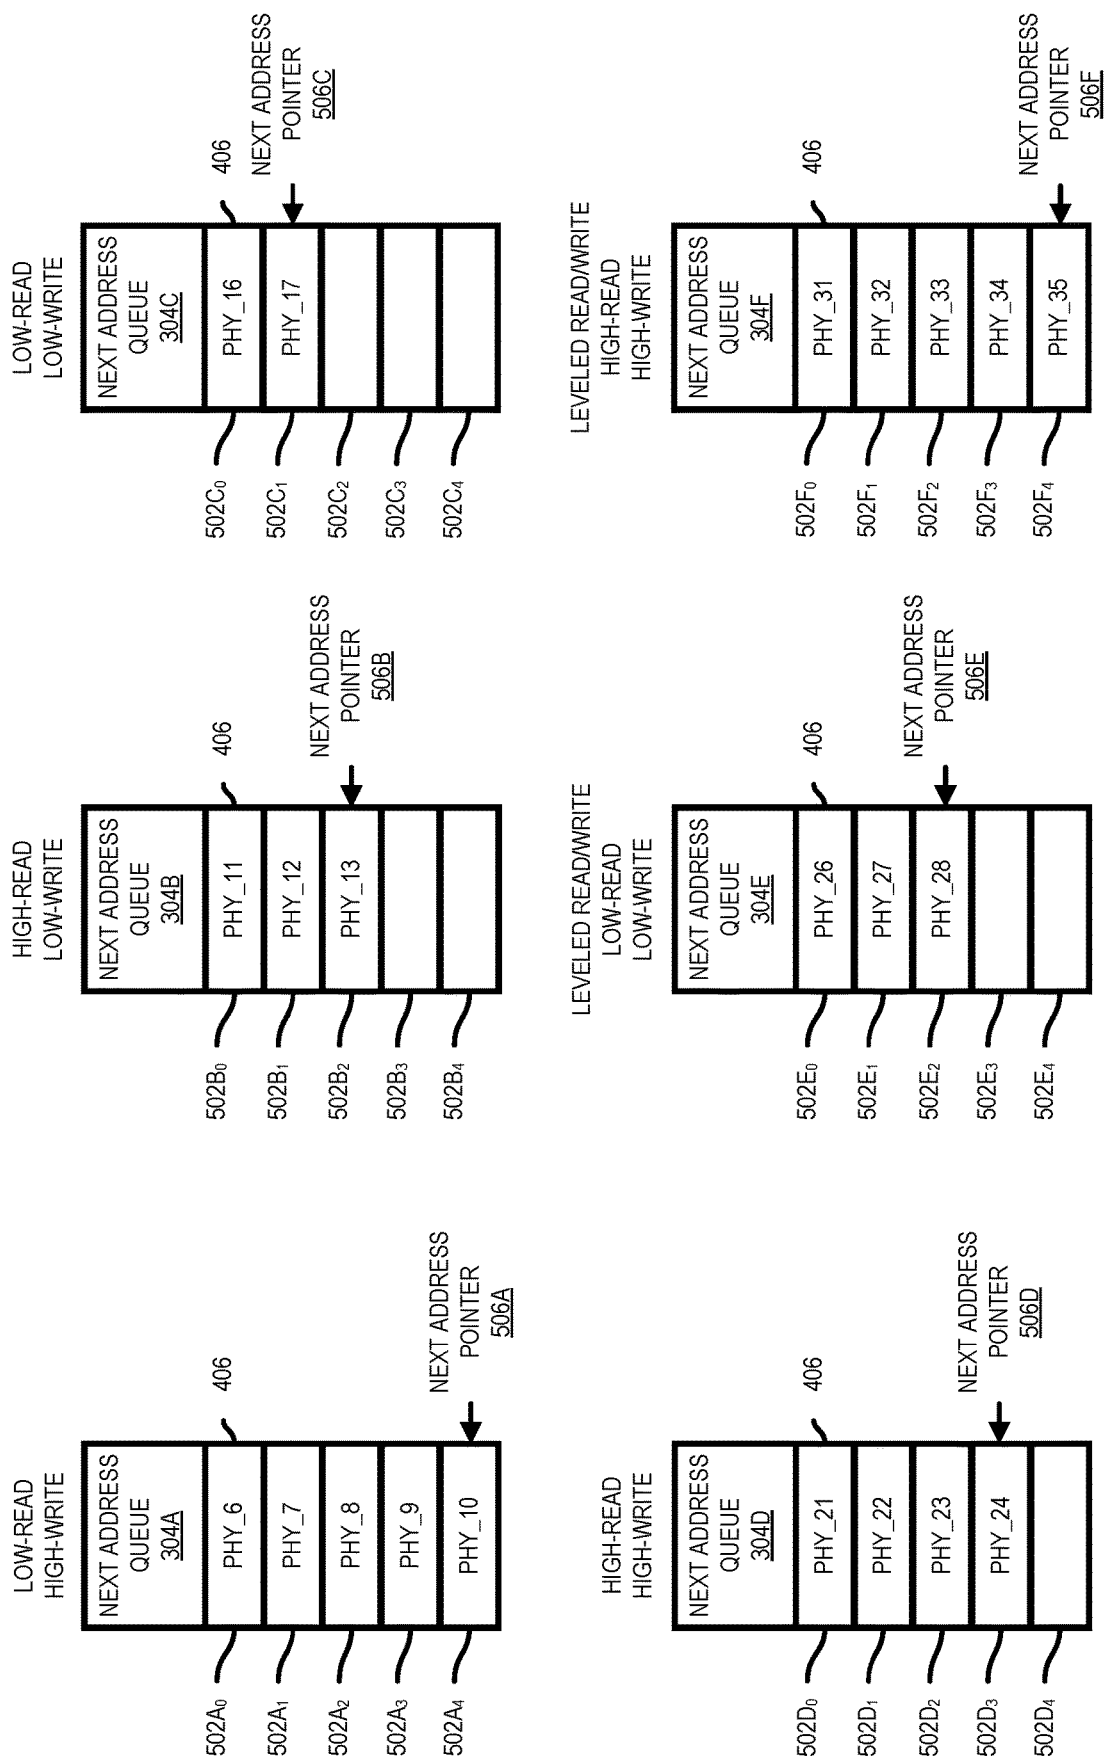 LOW-READ
HIGH-WRITE
NEXT ADDRESS
QUEUE
304A
502A0
PHY_6
406
502A1
PHY_7
502A2
PHY_8
502A3
PHY_9
502A4
PHY_10
NEXT ADDRESS
POINTER
506A
HIGH-READ
LOW-WRITE
NEXT ADDRESS
QUEUE
304B
502B0
PHY_11
406
502B1
PHY_12
502B2
PHY_13
502B3
502B4
NEXT ADDRESS
POINTER
506B
LOW-READ
LOW-WRITE
NEXT ADDRESS
QUEUE
304C
502C0
PHY_16
406
502C1
PHY_17
502C2
502C3
502C4
NEXT ADDRESS
POINTER
506C
HIGH-READ
HIGH-WRITE
NEXT ADDRESS
QUEUE
304D
502D0
PHY_21
406
502D1
PHY_22
502D2
PHY_23
502D3
PHY_24
502D4
NEXT ADDRESS
POINTER
506D
LEVELED READ/WRITE
LOW-READ
LOW-WRITE
NEXT ADDRESS
QUEUE
304E
502E0
PHY_26
406
502E1
PHY_27
502E2
PHY_28
502E3
502E4
NEXT ADDRESS
POINTER
506E
LEVELED READ/WRITE
HIGH-READ
HIGH-WRITE
NEXT ADDRESS
QUEUE
304F
502F0
PHY_31
406
502F1
PHY_32
502F2
PHY_33
502F3
PHY_34
502F4
PHY_35
NEXT ADDRESS
POINTER
506F